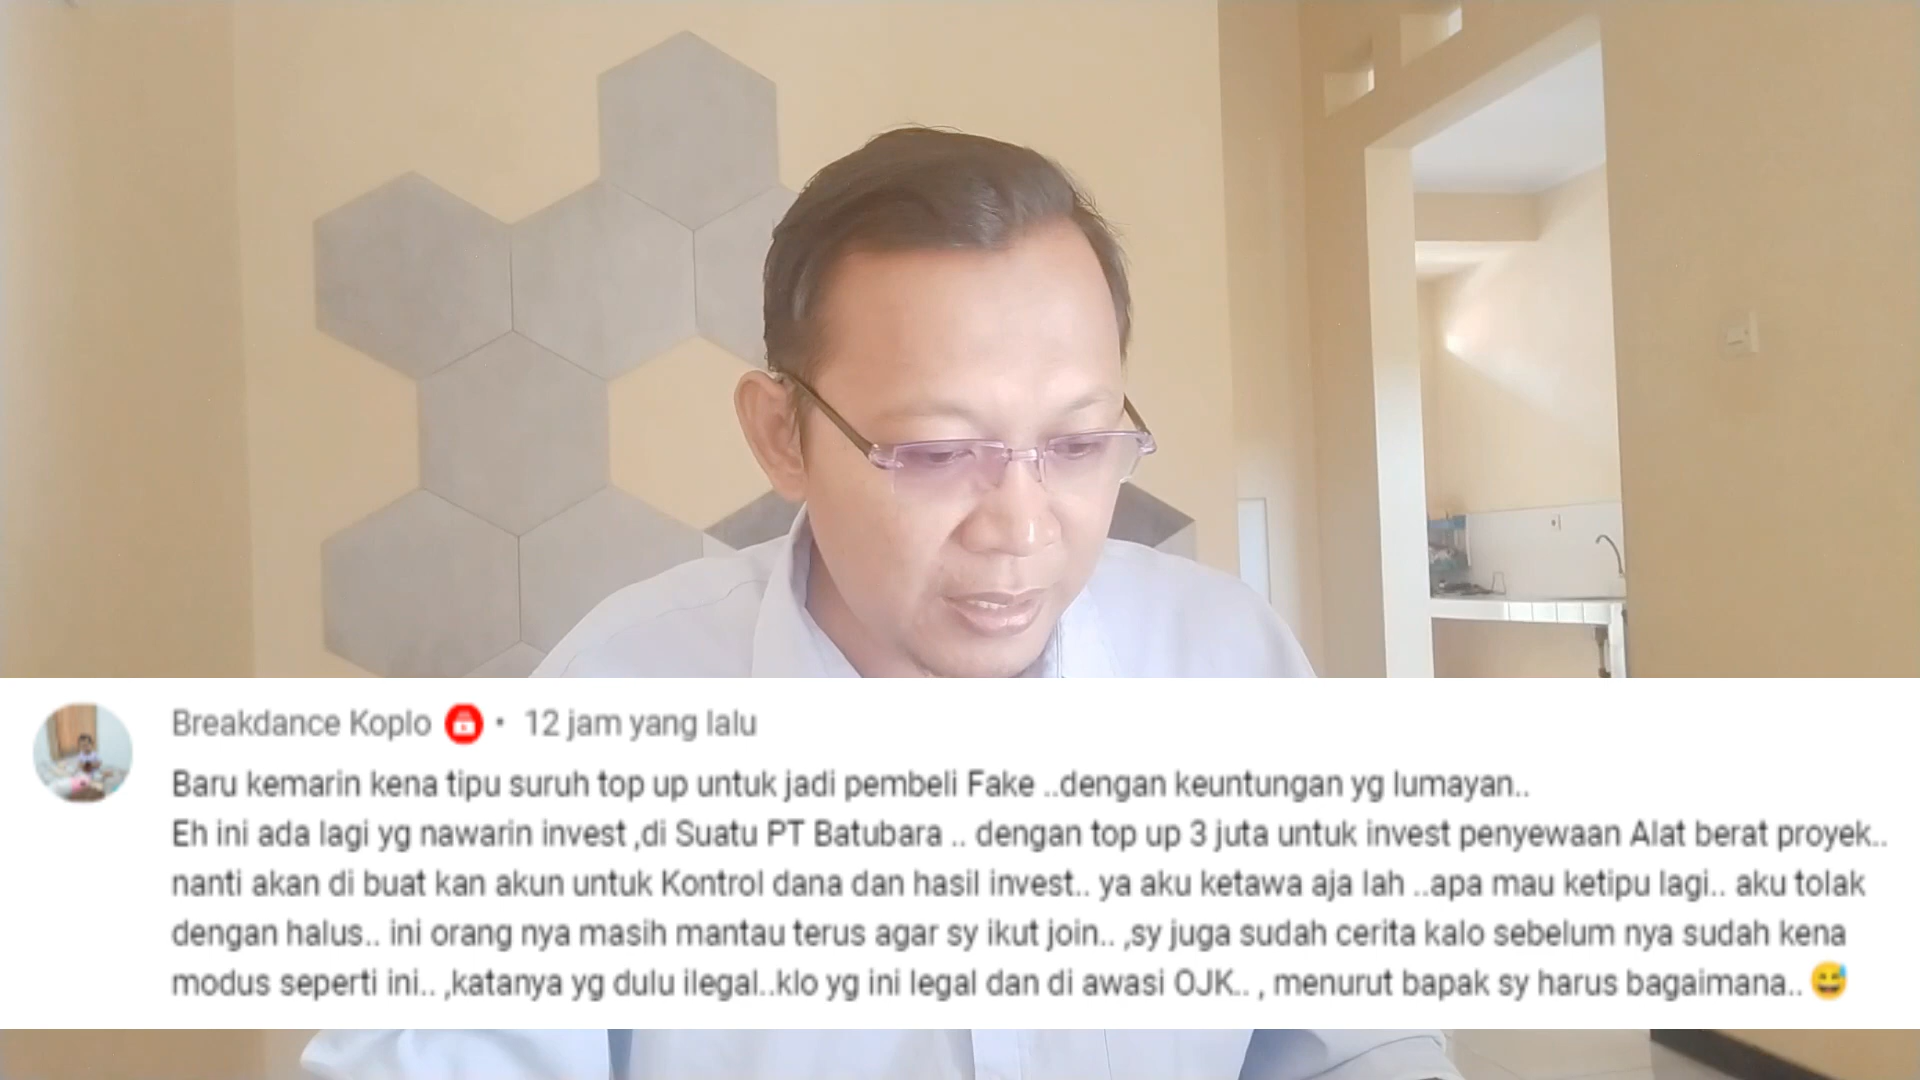 Breakdance Koplo • 12 jam yang lalu
Baru kemarin kena tipu suruh top up untuk jadi pembeli Fake ..dengan keuntungan yg lumayan..
Eh ini ada lagi yg nawarin invest ,di Suatu PT Batubara .. dengan top up 3 juta untuk invest penyewaan Alat berat proyek..
nanti akan di buat kan akun untuk Kontrol dana dan hasil invest.. ya aku ketawa aja lah ..apa mau ketipu lagi.. aku tolak
dengan halus.. ini orang nya masih mantau terus agar sy ikut join.. ,sy juga sudah cerita kalo sebelum nya sudah kena
modus seperti ini.. ,katanya yg dulu ilegal..klo yg ini legal dan di awasi OJK.. , menurut bapak sy harus bagaimana.. 😅